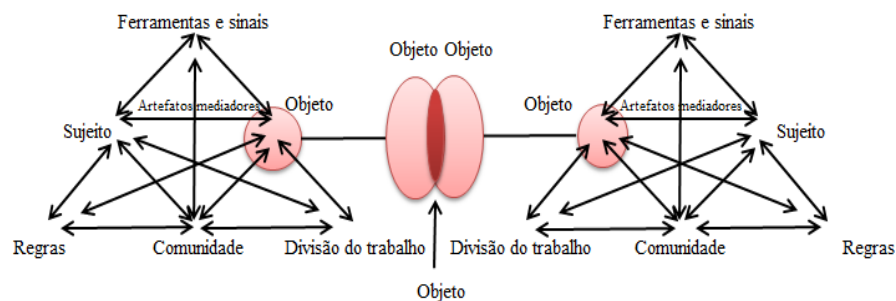 Ferramentas e sinais
Ferramentas e sinais
Objeto Objeto
Artefatos mediadores
Objeto
Objeto
Artefatos mediadores
Sujeito
Sujeito
Regras
Comunidade
Divisão do trabalho
Divisão do trabalho
Comunidade
Regras
Objeto